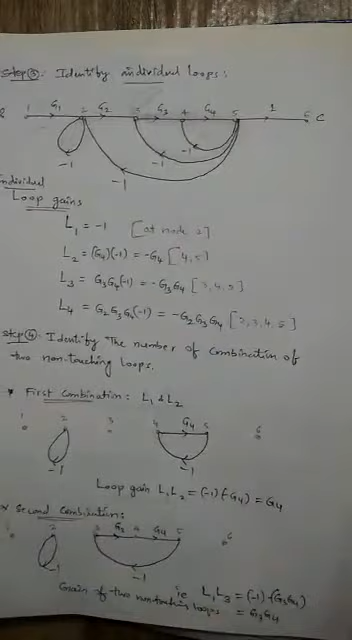 Step③: Identify individual loops:
1 G₁ 2 G₂ 3 G₃ 4 G₄ 5 1 6 C
-1 -1 -1
-1
individual
Loop gains
L₁ = -1 [at node 2]
L₂ = (G₄)(-1) = -G₄ [4,5]
L₃ = G₃G₄(-1) = -G₃G₄ [3,4,5]
L₄ = G₂G₃G₄(-1) = -G₂G₃G₄ [2,3,4,5]
Step④: Identify The number of combination of
two non-touching loops.
* First Combination: L₁ & L₂
1 2 3 4 G₄ 5 6
-1 -1
Loop gain L₁L₂ = (-1)(-G₄) = G₄
* Second Combination:
2 3 G₃ 4 G₄ 5 6
-1 -1
ie L₁L₃ = (-1)(-G₃G₄)
Gain of two nontouching loops = G₃G₄